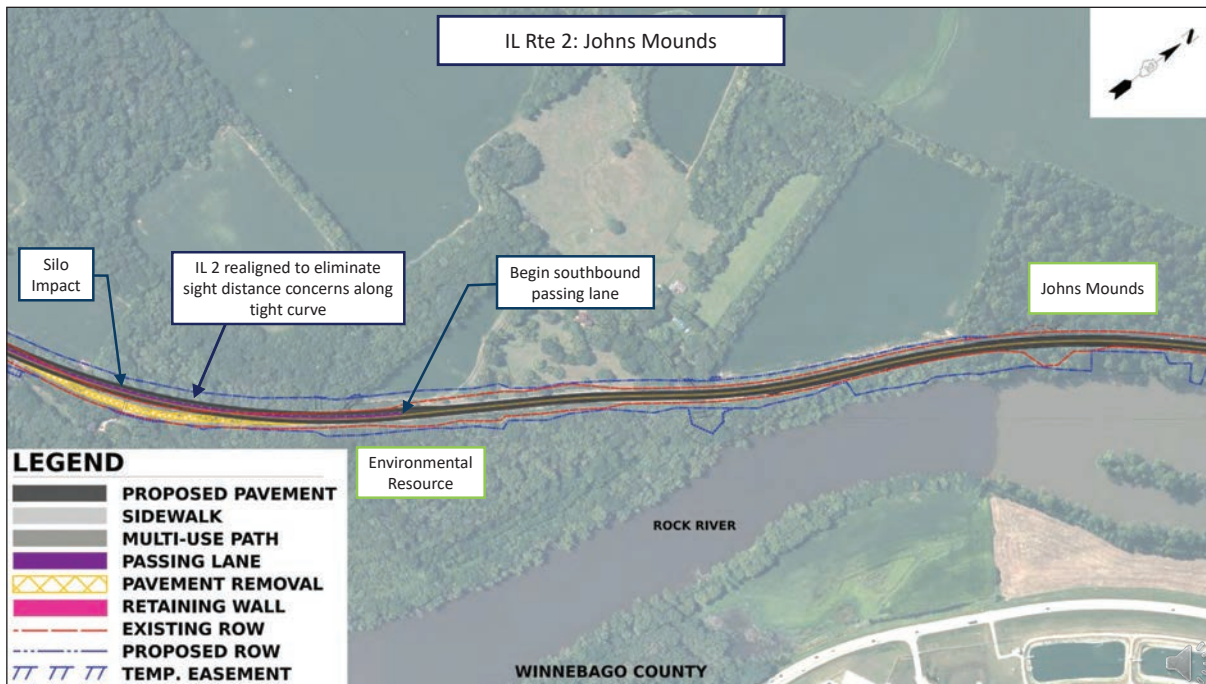 IL Rte 2: Johns Mounds
Silo
Impact
IL 2 realigned to eliminate
sight distance concerns along
tight curve
Begin southbound
passing lane
Johns Mounds
Environmental
Resource
LEGEND
PROPOSED PAVEMENT
SIDEWALK
MULTI-USE PATH
PASSING LANE
PAVEMENT REMOVAL
RETAINING WALL
EXISTING ROW
PROPOSED ROW
TEMP. EASEMENT
ROCK RIVER
WINNEBAGO COUNTY